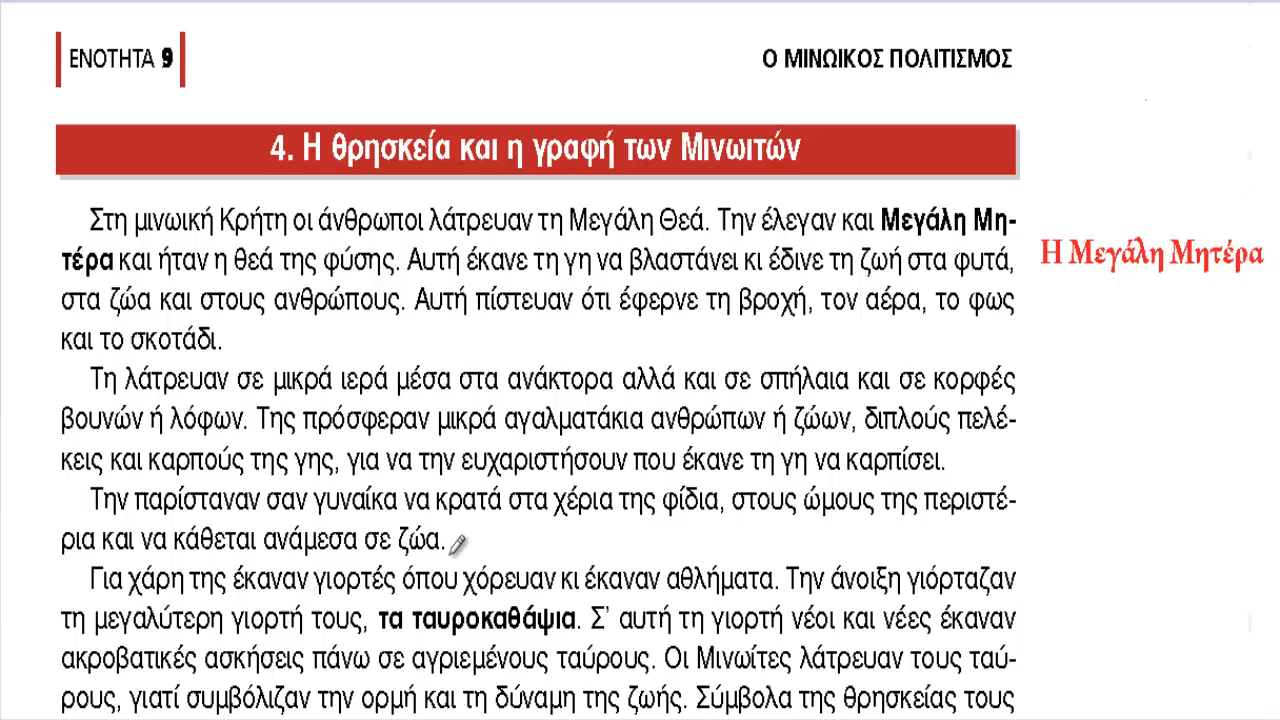 ΕΝΟΤΗΤΑ 9
Ο ΜΙΝΩΙΚΟΣ ΠΟΛΙΤΙΣΜΟΣ
4. Η θρησκεία και η γραφή των Μινωιτών
Στη μινωική Κρήτη οι άνθρωποι λάτρευαν τη Μεγάλη Θεά. Την έλεγαν και Μεγάλη Μη-
τέρα και ήταν η θεά της φύσης. Αυτή έκανε τη γη να βλαστάνει κι έδινε τη ζωή στα φυτά,
Η Μεγάλη Μητέρα
στα ζώα και στους ανθρώπους. Αυτή πίστευαν ότι έφερνε τη βροχή, τον αέρα, το φως
και το σκοτάδι.
Τη λάτρευαν σε μικρά ιερά μέσα στα ανάκτορα αλλά και σε σπήλαια και σε κορφές
βουνών ή λόφων. Της πρόσφεραν μικρά αγαλματάκια ανθρώπων ή ζώων, διπλούς πελέ-
κεις και καρπούς της γης, για να την ευχαριστήσουν που έκανε τη γη να καρπίσει.
Την παρίσταναν σαν γυναίκα να κρατά στα χέρια της φίδια, στους ώμους της περιστέ-
ρια και να κάθεται ανάμεσα σε ζώα.
Για χάρη της έκαναν γιορτές όπου χόρευαν κι έκαναν αθλήματα. Την άνοιξη γιόρταζαν
τη μεγαλύτερη γιορτή τους, τα ταυροκαθάψια. Σ' αυτή τη γιορτή νέοι και νέες έκαναν
ακροβατικές ασκήσεις πάνω σε αγριεμένους ταύρους. Οι Μινωίτες λάτρευαν τους ταύ-
ρους, γιατί συμβόλιζαν την ορμή και τη δύναμη της ζωής. Σύμβολα της θρησκείας τους